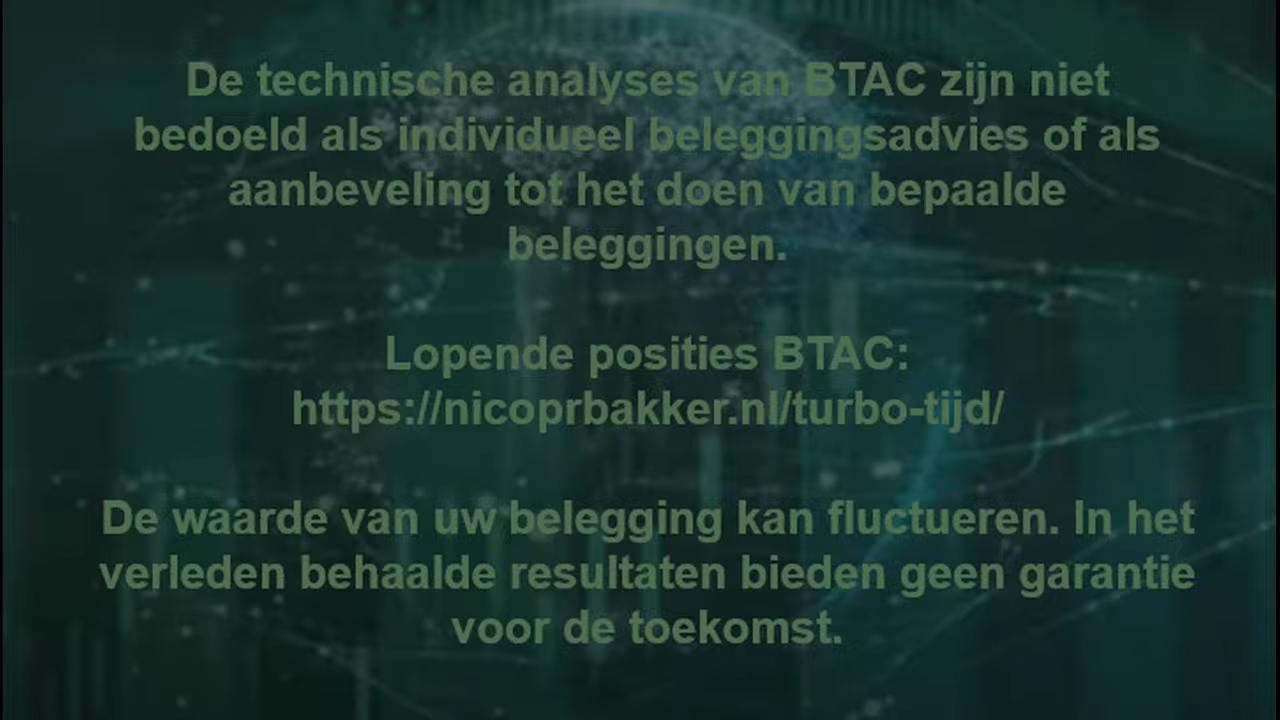 De technische analyses van BTAC zijn niet
bedoeld als individueel beleggingsadvies of als
aanbeveling tot het doen van bepaalde
beleggingen.
Lopende posities BTAC:
https://nicoprbakker.nl/turbo-tijd/
De waarde van uw belegging kan fluctueren. In het
verleden behaalde resultaten bieden geen garantie
voor de toekomst.